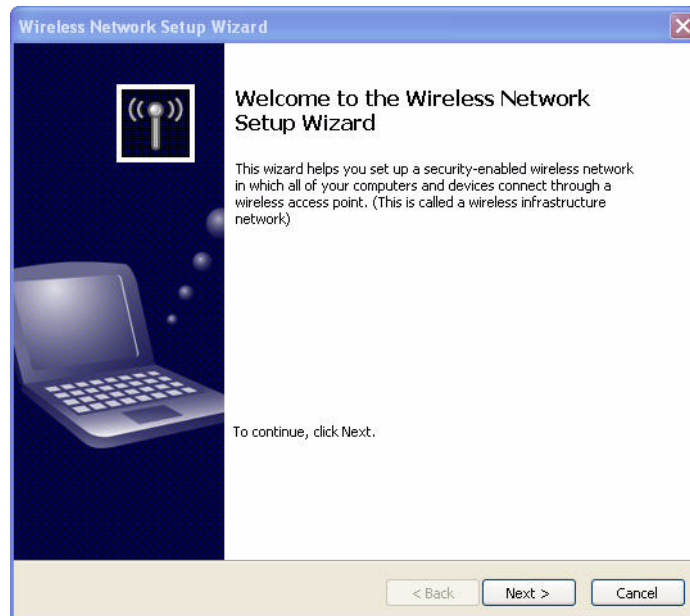 Wireless Network Setup Wizard
Welcome to the Wireless Network
Setup Wizard
This wizard helps you set up a security-enabled wireless network
in which all of your computers and devices connect through a
wireless access point. (This is called a wireless infrastructure
network)
To continue, click Next.
< Back Next > Cancel